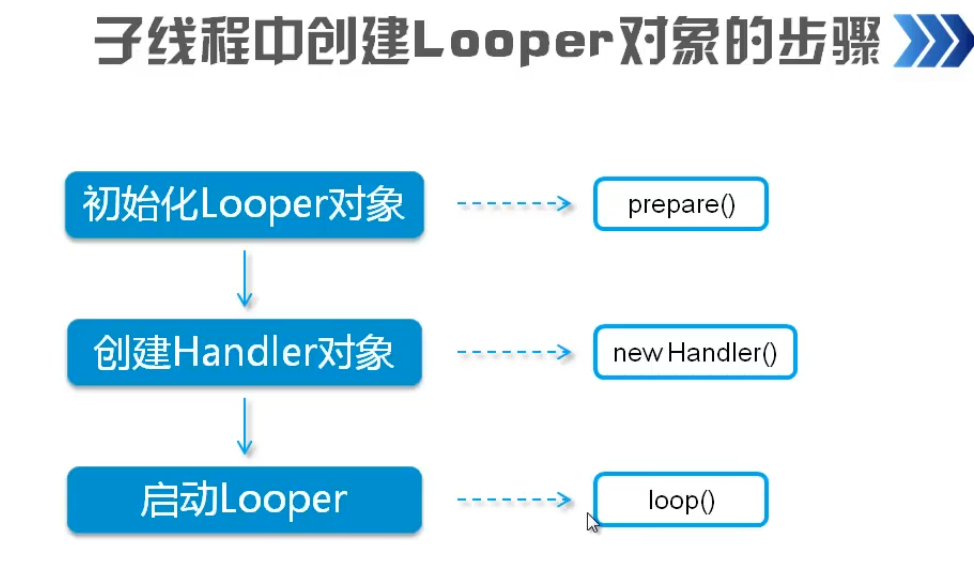 子线程中创建Looper对象的步骤
初始化Looper对象
prepare()
创建Handler对象
new Handler()
启动Looper
loop()